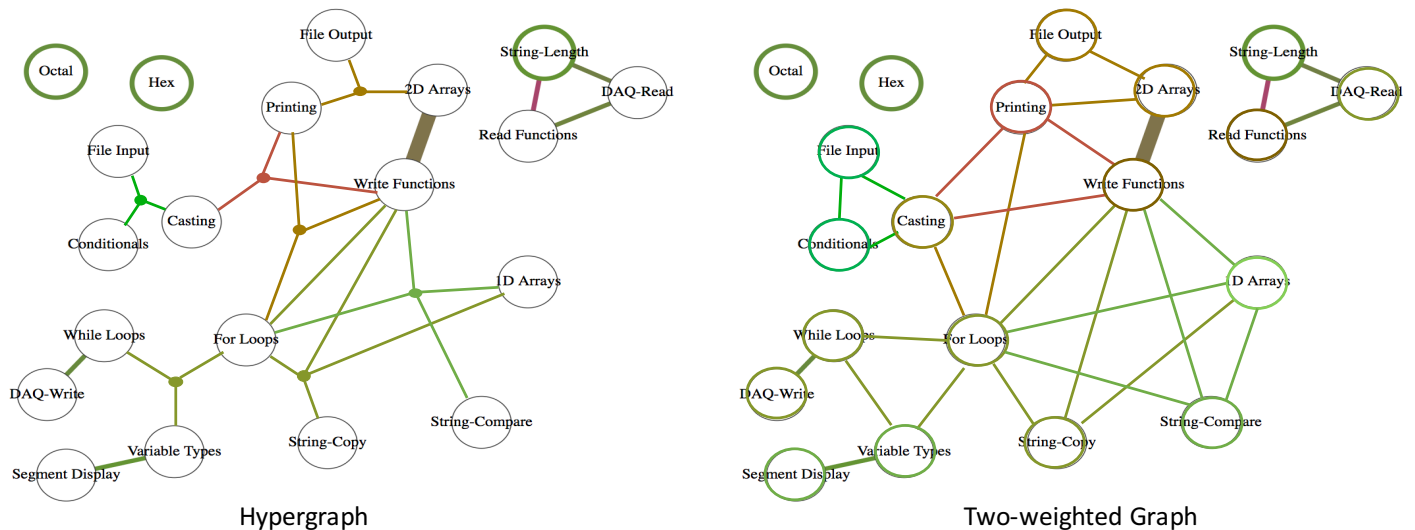 File Output
String-Length
Octal
Hex
2D Arrays
DAQ-Read
Printing
Read Functions
File Input
Write Functions
Casting
Conditionals
1D Arrays
While Loops
For Loops
DAQ-Write
String-Copy
String-Compare
Variable Types
Segment Display
Hypergraph
File Output
String-Length
Octal
Hex
2D Arrays
DAQ-Read
Printing
Read Functions
File Input
Write Functions
Casting
Conditionals
1D Arrays
While Loops
For Loops
DAQ-Write
String-Copy
String-Compare
Variable Types
Segment Display
Two-weighted Graph